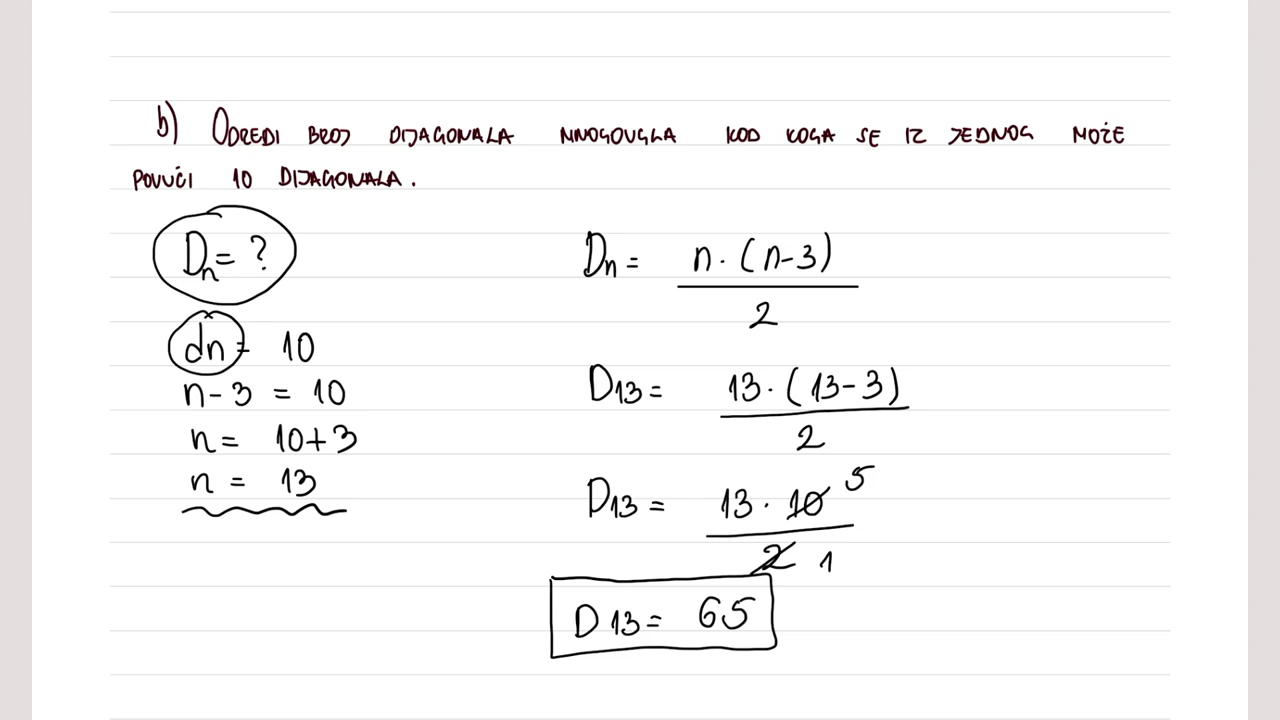 b) ODREDI BROJ DIJAGONALA MNOGOUGLA KOD KOGA SE IZ JEDNOG MOŽE
POVUĆI 10 DIJAGONALA.
Dn = ?
dn = 10
n - 3 = 10
n = 10+3
n = 13
Dn = n · (n-3) / 2
D13 = 13 · (13-3) / 2
D13 = 13 · 10 5 / 2 1
D13 = 65